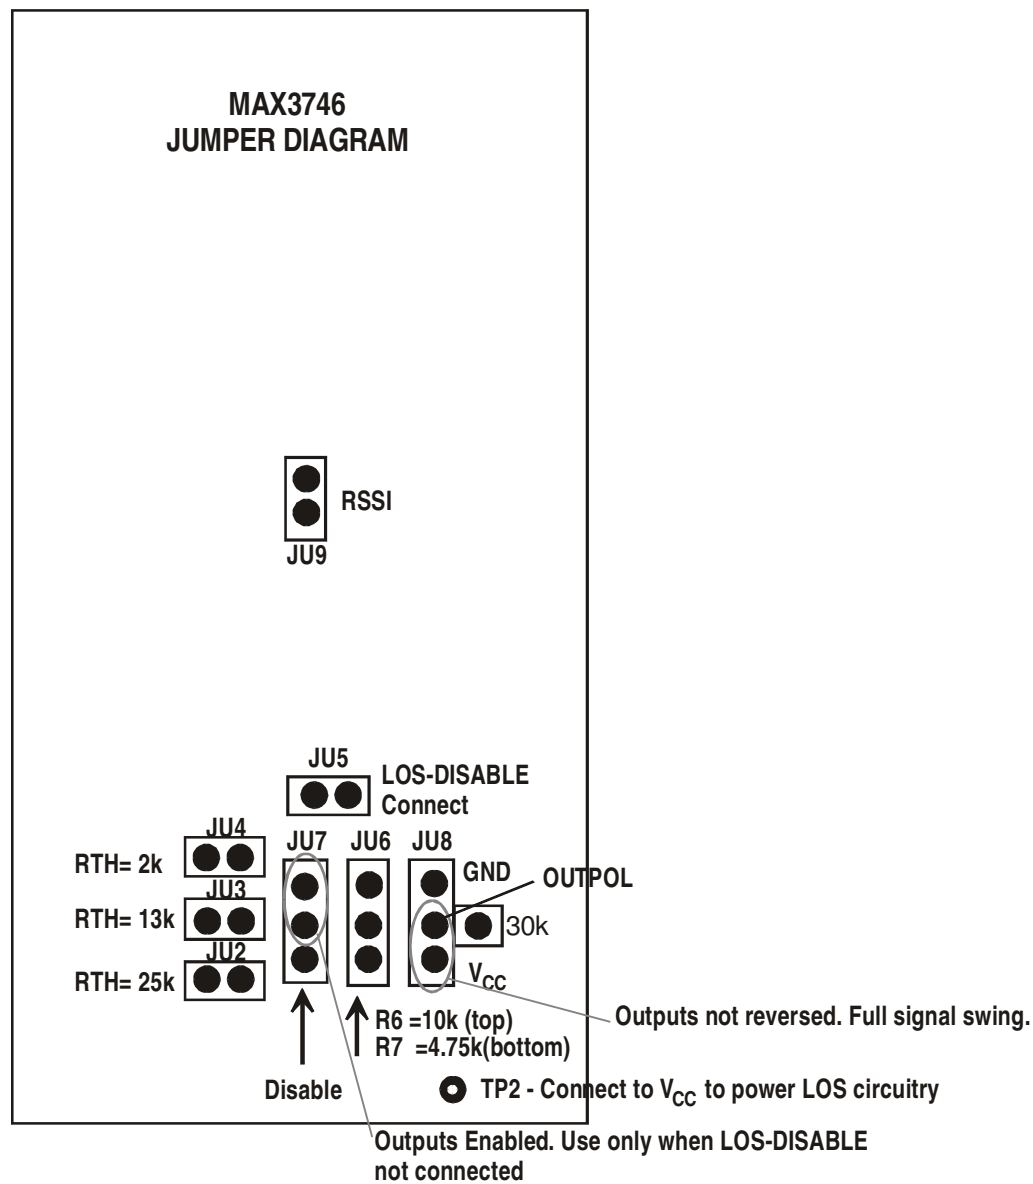 MAX3746
JUMPER DIAGRAM
RSSI
JU9
JU5
LOS-DISABLE
Connect
JU4
JU7
JU6
JU8
RTH= 2k
GND
OUTPOL
JU3
RTH= 13k
30k
JU2
RTH= 25k
VCC
Outputs not reversed. Full signal swing.
R6 =10k (top)
R7 =4.75k(bottom)
Disable
TP2 - Connect to VCC to power LOS circuitry
Outputs Enabled. Use only when LOS-DISABLE
not connected